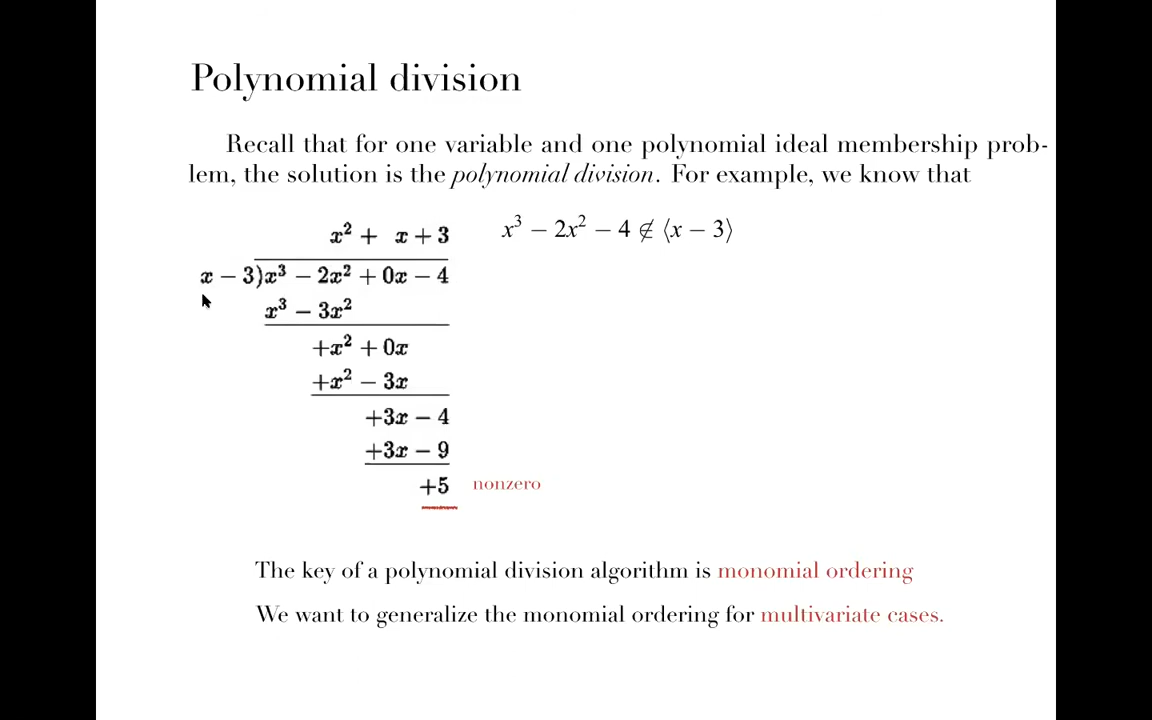 Polynomial division
Recall that for one variable and one polynomial ideal membership prob-
lem, the solution is the polynomial division. For example, we know that
x² + x + 3
x³ − 2x² − 4 ∉ ⟨x − 3⟩
x − 3)x³ − 2x² + 0x − 4
x³ − 3x²
+x² + 0x
+x² − 3x
+3x − 4
+3x − 9
+5 nonzero
The key of a polynomial division algorithm is monomial ordering
We want to generalize the monomial ordering for multivariate cases.